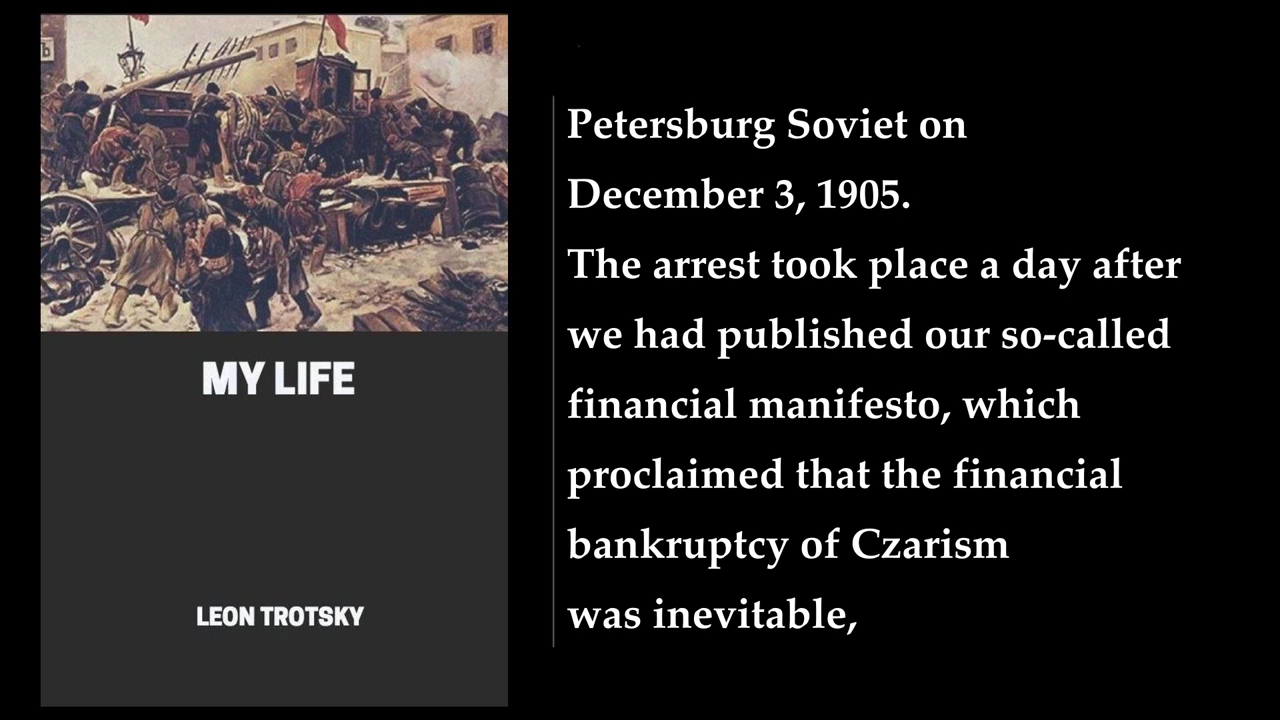 Ъ
MY LIFE
LEON TROTSKY
Petersburg Soviet on
December 3, 1905.
The arrest took place a day after
we had published our so-called
financial manifesto, which
proclaimed that the financial
bankruptcy of Czarism
was inevitable,